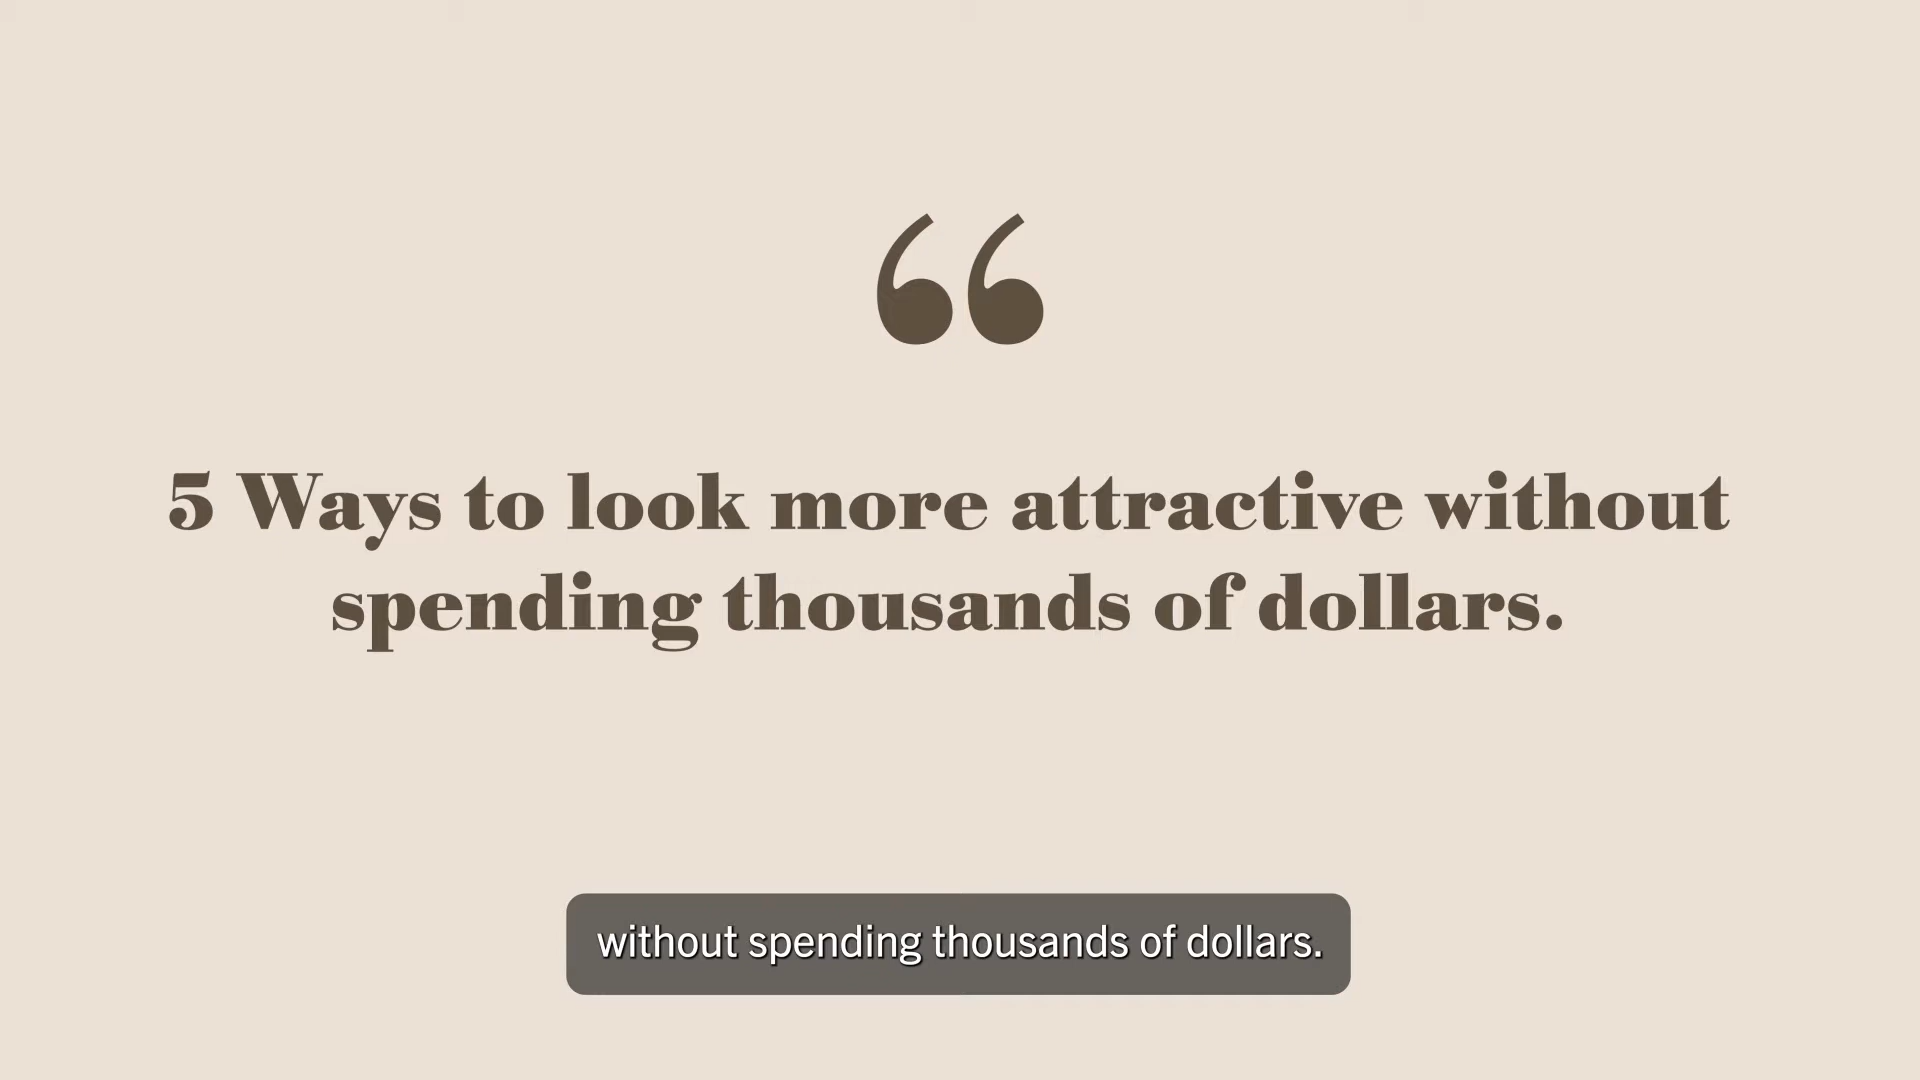 “
5 Ways to look more attractive without
spending thousands of dollars.
without spending thousands of dollars.